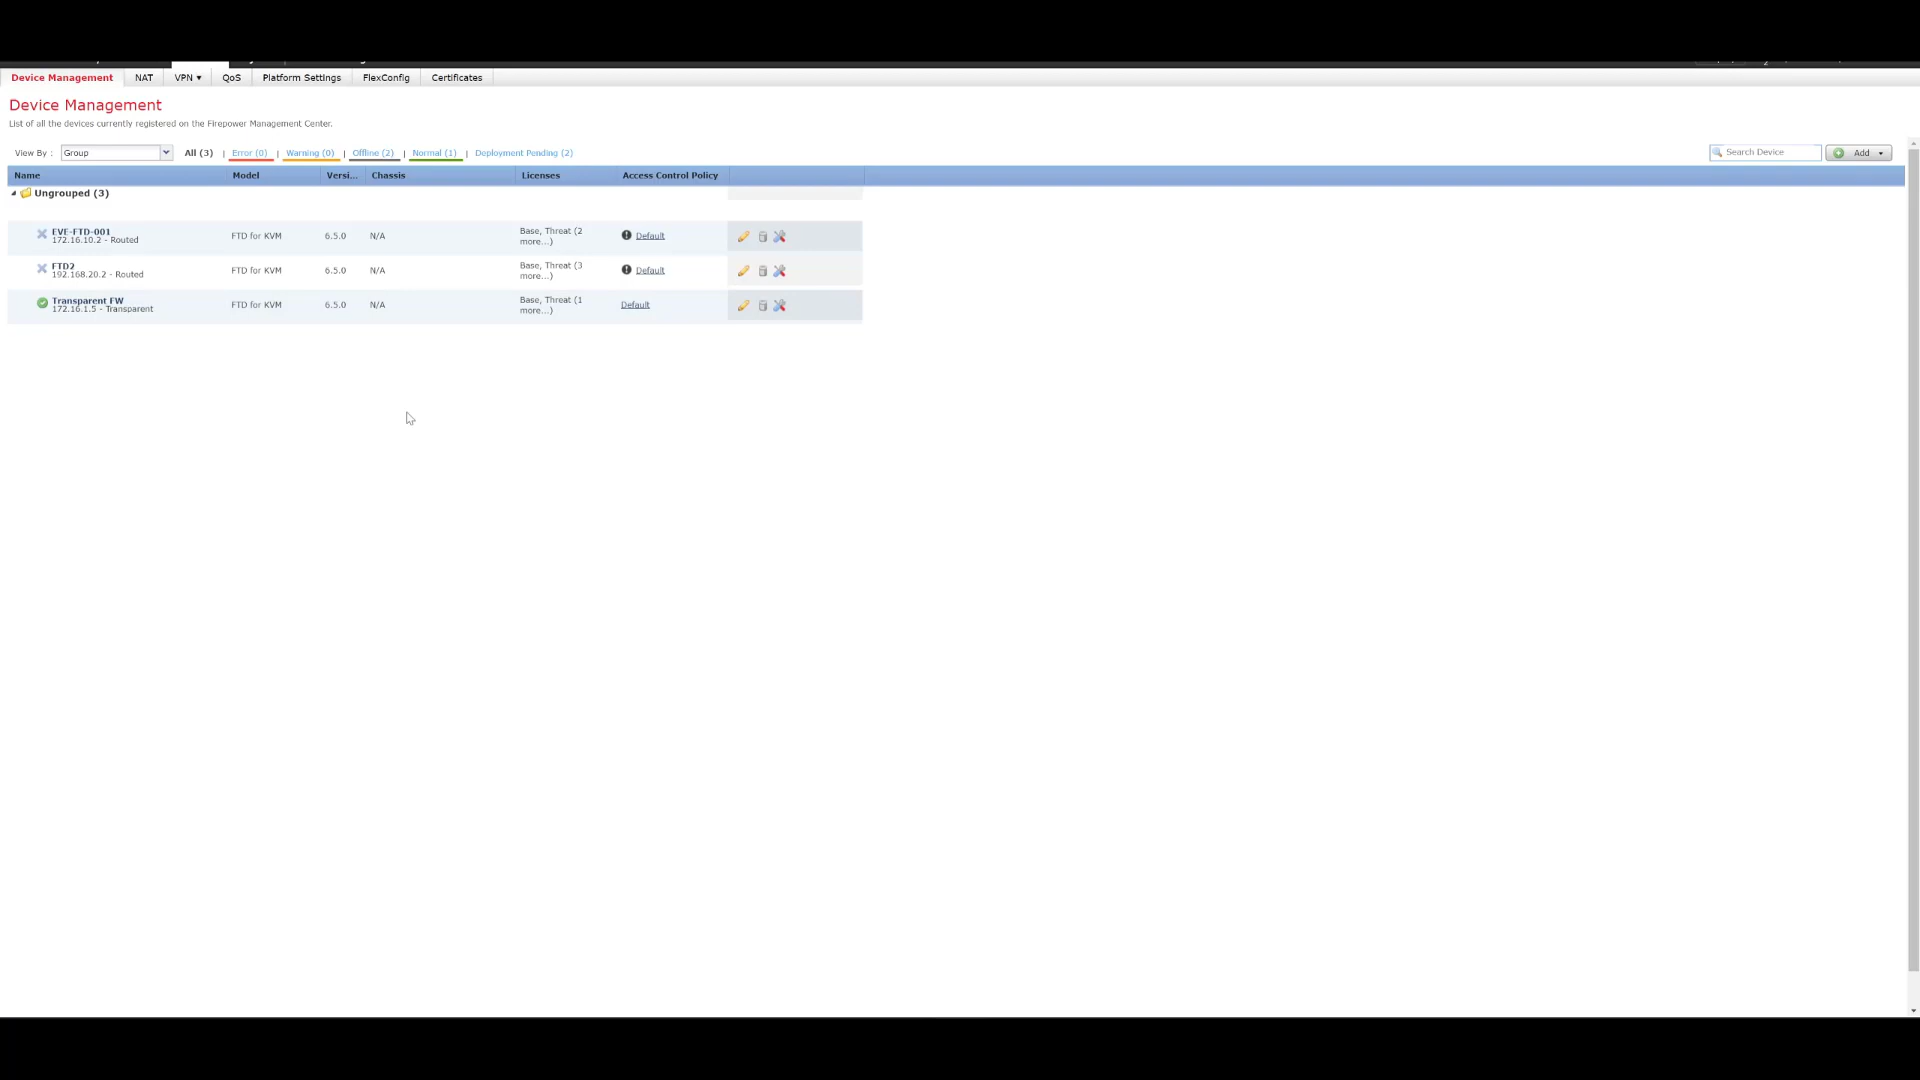 Device Management NAT VPN ▾ QoS Platform Settings FlexConfig Certificates
Device Management
List of all the devices currently registered on the Firepower Management Center.
View By : Group All (3) | Error (0) | Warning (0) | Offline (2) | Normal (1) | Deployment Pending (2) Search Device Add
Name Model Versi... Chassis Licenses Access Control Policy
Ungrouped (3)
EVE-FTD-001
172.16.10.2 - Routed
FTD for KVM 6.5.0 N/A
Base, Threat (2
more...)
Default
FTD2
192.168.20.2 - Routed
FTD for KVM 6.5.0 N/A
Base, Threat (3
more...)
Default
Transparent FW
172.16.1.5 - Transparent
FTD for KVM 6.5.0 N/A
Base, Threat (1
more...)
Default